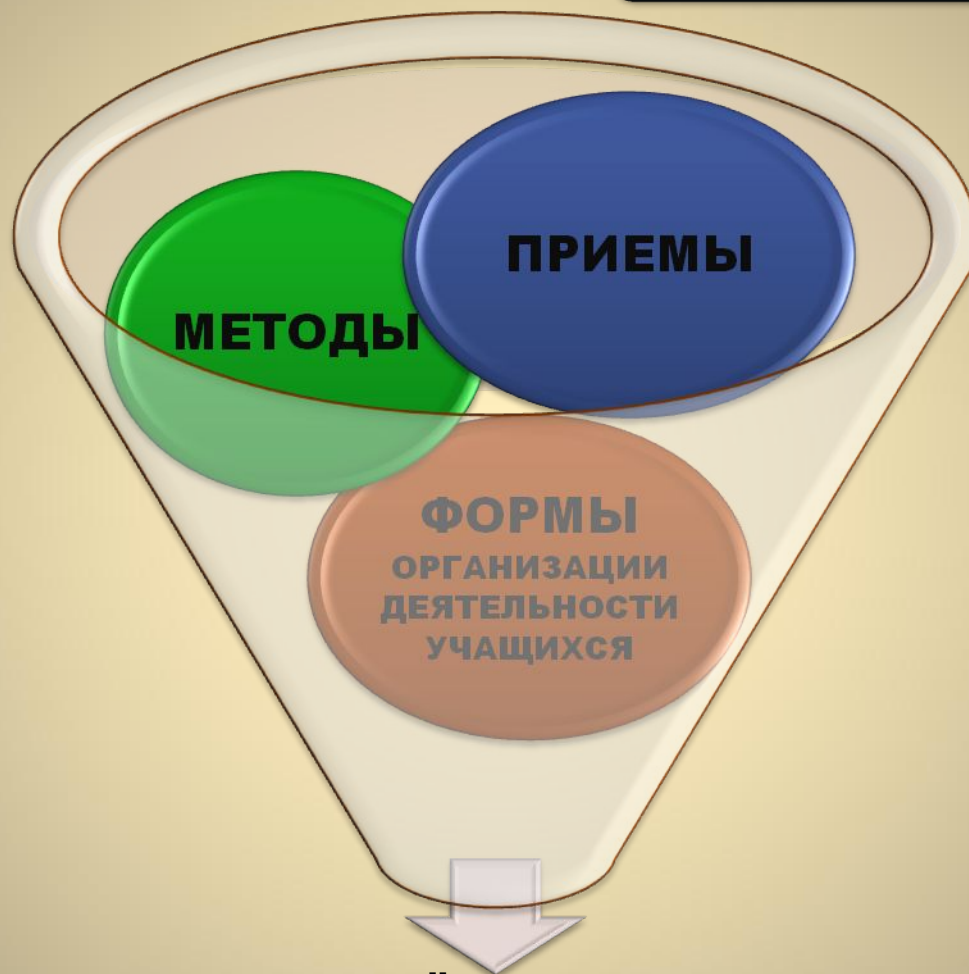 ПРИЕМЫ
МЕТОДЫ
ФОРМЫ
ОРГАНИЗАЦИИ
ДЕЯТЕЛЬНОСТИ
УЧАЩИХСЯ